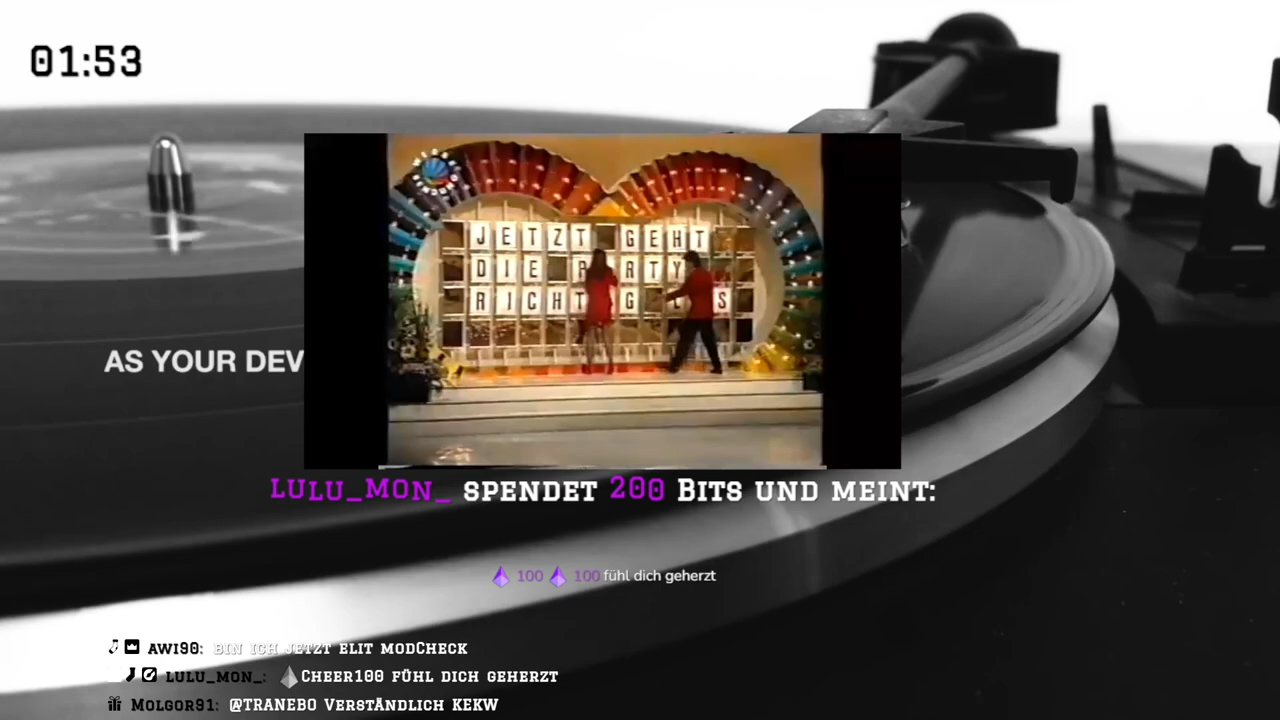 01:53
JETZT GEHT
DIE P RTY
RICHT G L S
AS YOUR DEV
LULU_MON_ SPENDET 200 BITS UND MEINT:
100 100 fühl dich geherzt
AWI90: BIN ICH JETZT ELIT MODCHECK
LULU_MON_: CHEER100 FÜHL DICH GEHERZT
MOLGOR91: @TRANEBO VERSTÄNDLICH KEKW